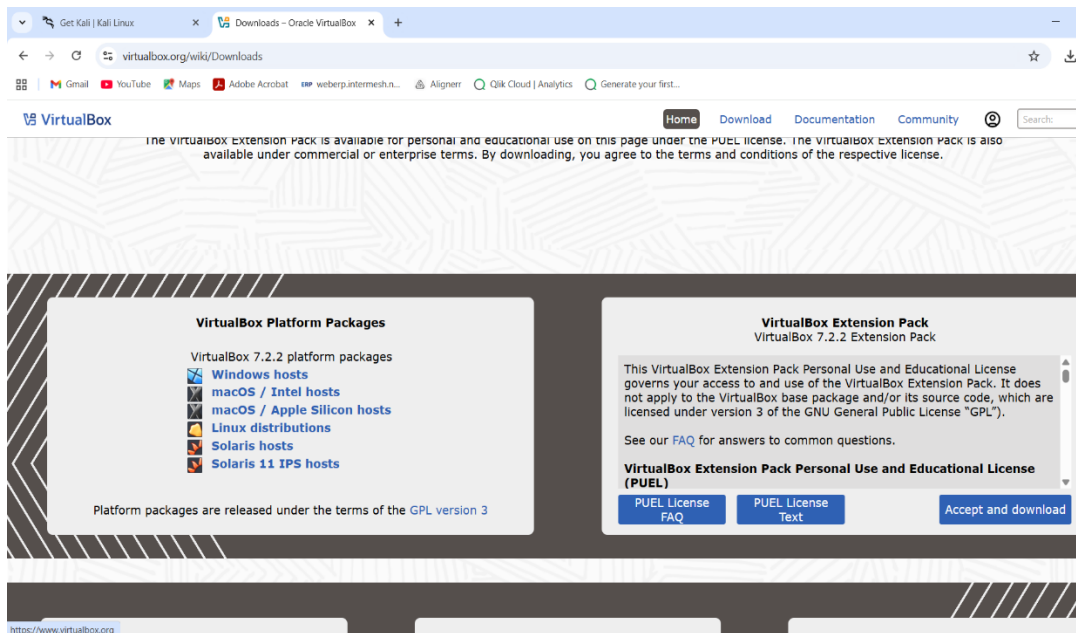 Get Kali | Kali Linux
Downloads – Oracle VirtualBox
virtualbox.org/wiki/Downloads
Gmail YouTube Maps Adobe Acrobat ERP weberp.intermesh.n... Alignerr Qlik Cloud | Analytics Generate your first...
VirtualBox Home Download Documentation Community Search:
The VirtualBox Extension Pack is available for personal and educational use on this page under the PUEL license. The VirtualBox Extension Pack is also
available under commercial or enterprise terms. By downloading, you agree to the terms and conditions of the respective license.
VirtualBox Platform Packages
VirtualBox 7.2.2 platform packages
Windows hosts
macOS / Intel hosts
macOS / Apple Silicon hosts
Linux distributions
Solaris hosts
Solaris 11 IPS hosts
Platform packages are released under the terms of the GPL version 3
VirtualBox Extension Pack
VirtualBox 7.2.2 Extension Pack
This VirtualBox Extension Pack Personal Use and Educational License
governs your access to and use of the VirtualBox Extension Pack. It does
not apply to the VirtualBox base package and/or its source code, which are
licensed under version 3 of the GNU General Public License “GPL”).
See our FAQ for answers to common questions.
VirtualBox Extension Pack Personal Use and Educational License
(PUEL)
PUEL License
FAQ
PUEL License
Text
Accept and download
https://www.virtualbox.org